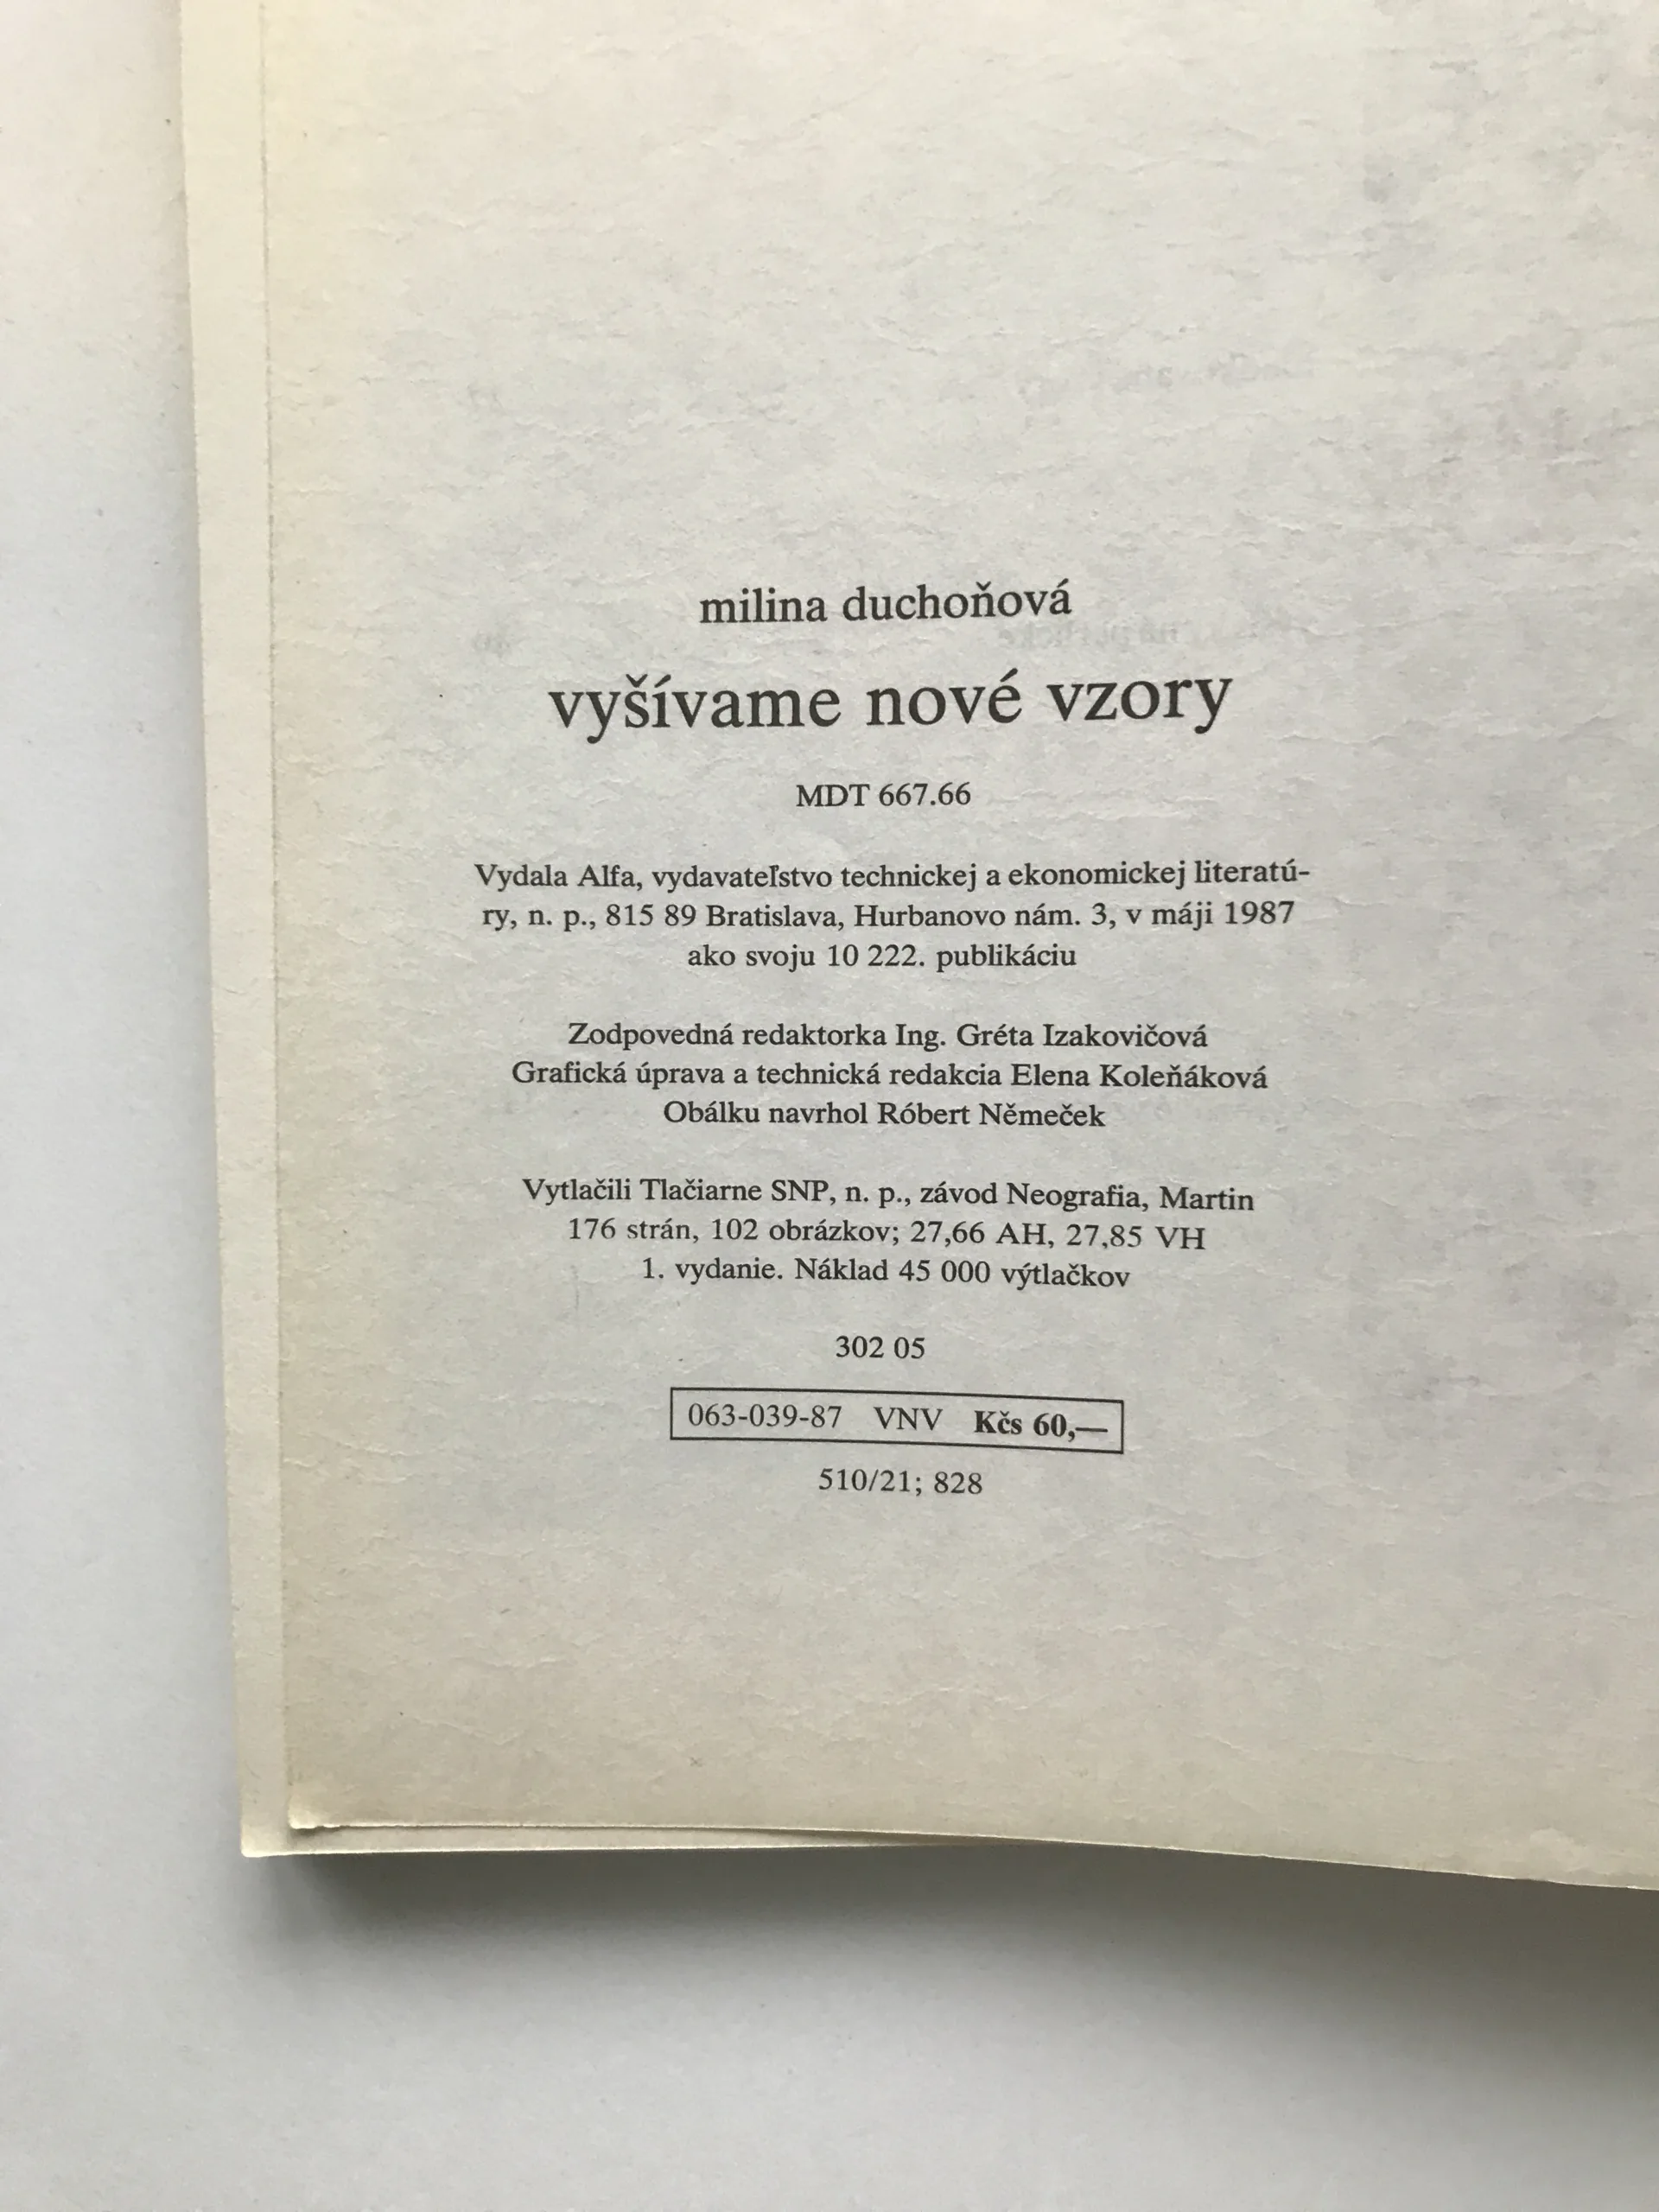 milina duchoňová
vyšívame nové vzory
MDT 667.66
Vydala Alfa, vydavateľstvo technickej a ekonomickej literatú-
ry, n. p., 815 89 Bratislava, Hurbanovo nám. 3, v máji 1987
ako svoju 10 222. publikáciu
Zodpovedná redaktorka Ing. Gréta Izakovičová
Grafická úprava a technická redakcia Elena Koleňáková
Obálku navrhol Róbert Němeček
Vytlačili Tlačiarne SNP, n. p., závod Neografia, Martin
176 strán, 102 obrázkov; 27,66 AH, 27,85 VH
1. vydanie. Náklad 45 000 výtlačkov
302 05
063-039-87 VNV Kčs 60,—
510/21; 828